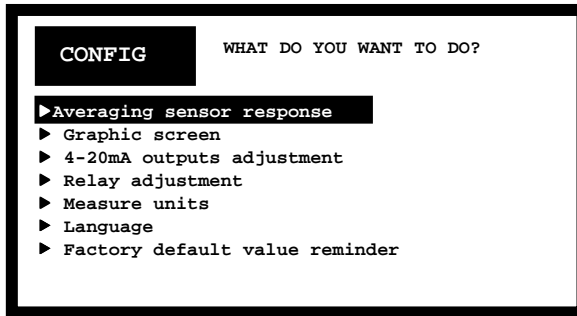 CONFIG
WHAT DO YOU WANT TO DO?
Averaging sensor response
Graphic screen
4-20mA outputs adjustment
Relay adjustment
Measure units
Language
Factory default value reminder